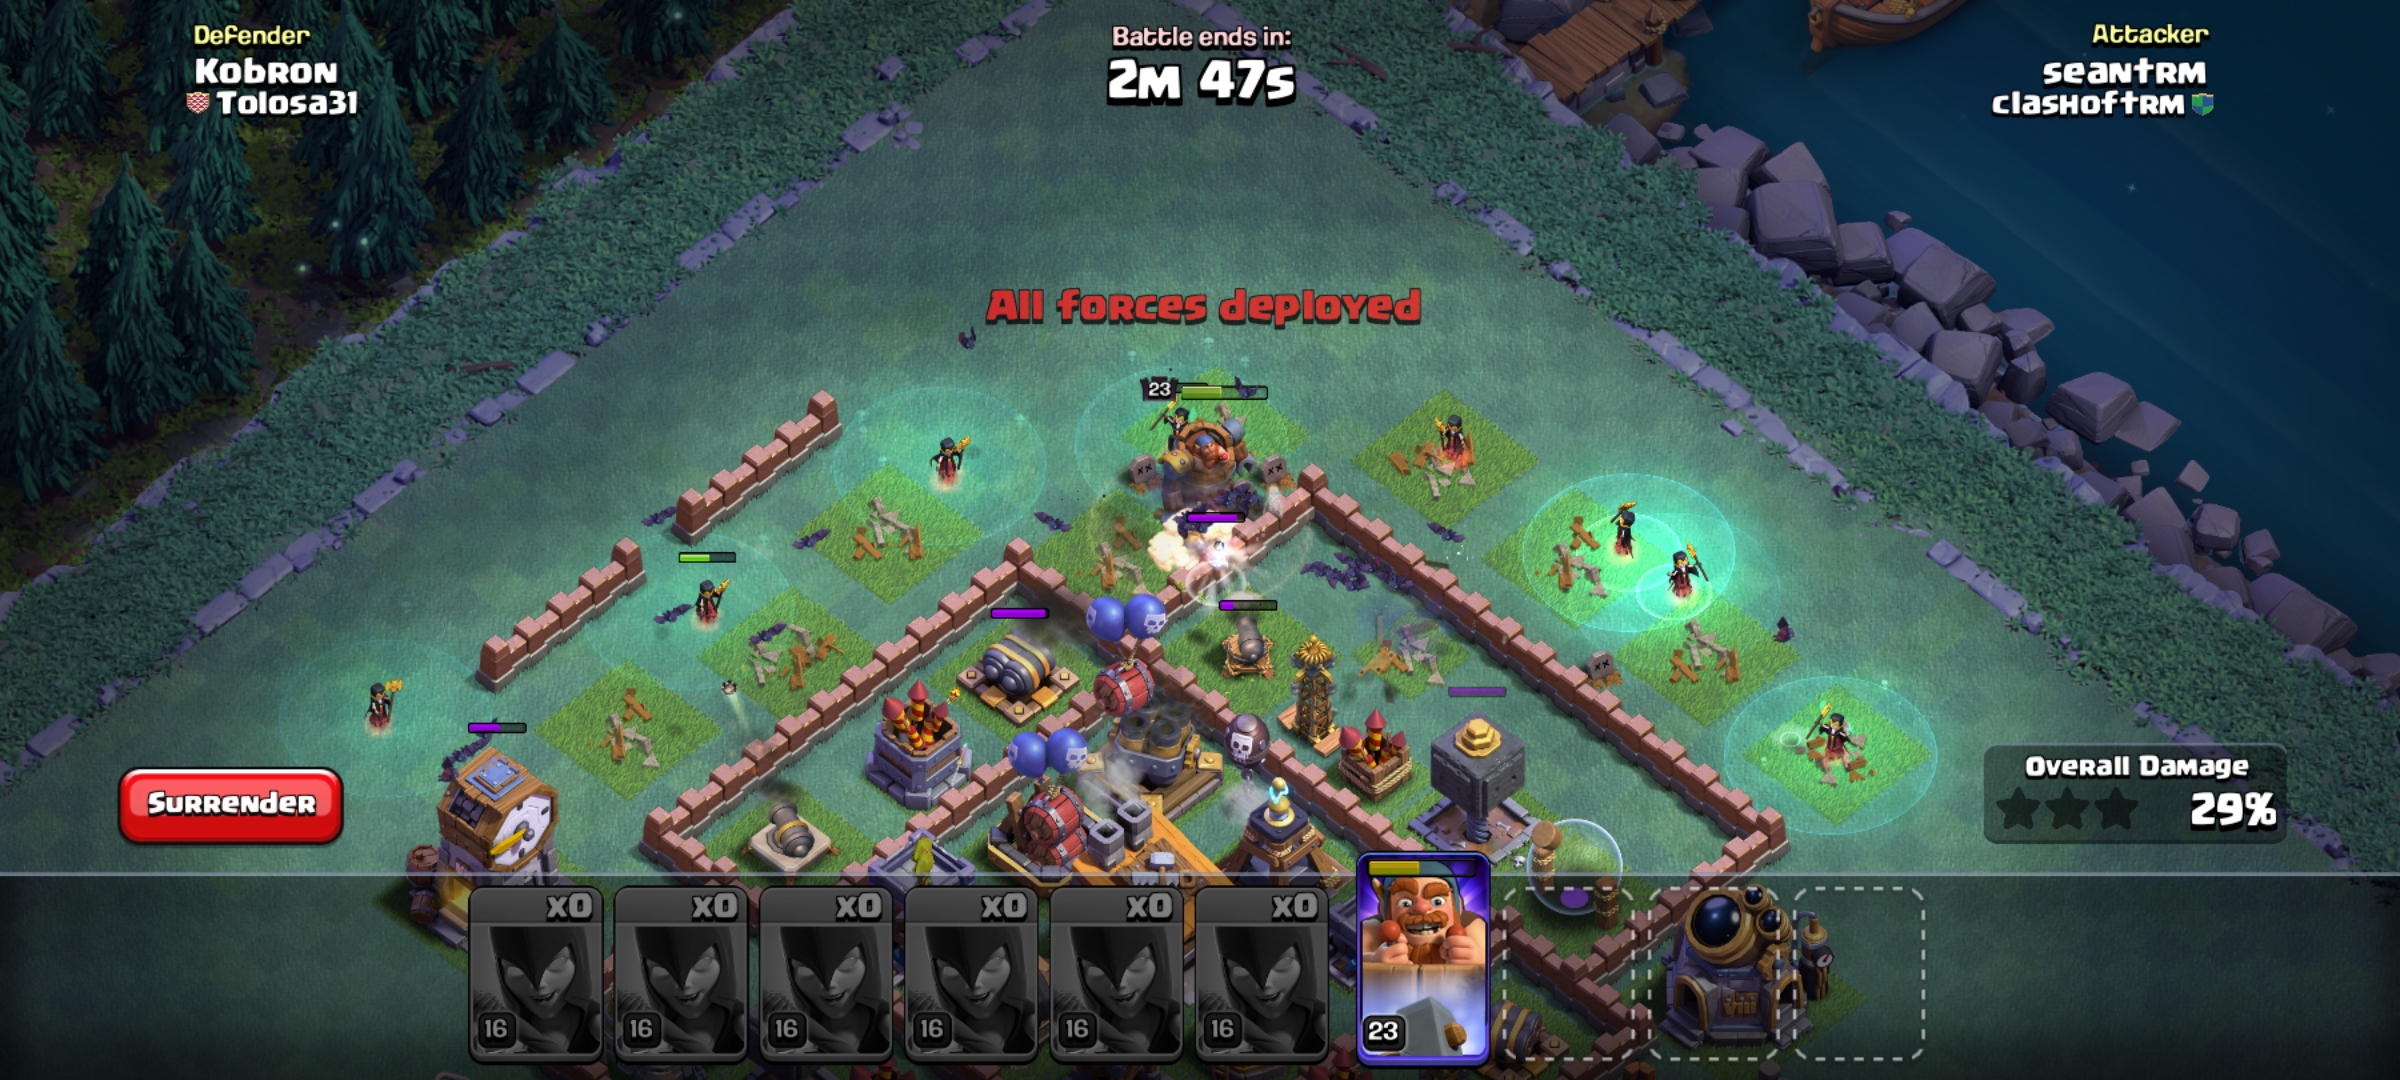 Defender
KobRon
Tolosa31
Battle ends in:
2M 47s
Attacker
seantRM
clashoftRM
All forces deployed
23
Surrender
Overall Damage
29%
x0
x0
x0
x0
x0
x0
16
16
16
16
16
16
23